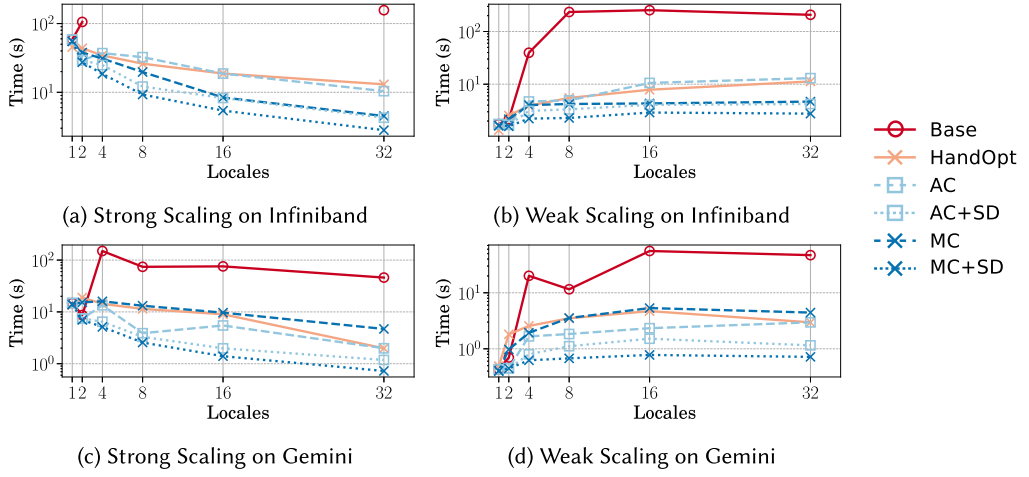 10²
10¹
Time (s)
1 2 4 8 16 32
Locales
(a) Strong Scaling on Infiniband
10²
10¹
Time (s)
1 2 4 8 16 32
Locales
(b) Weak Scaling on Infiniband
10²
10¹
10⁰
Time (s)
1 2 4 8 16 32
Locales
(c) Strong Scaling on Gemini
10¹
10⁰
Time (s)
1 2 4 8 16 32
Locales
(d) Weak Scaling on Gemini
Base
HandOpt
AC
AC+SD
MC
MC+SD